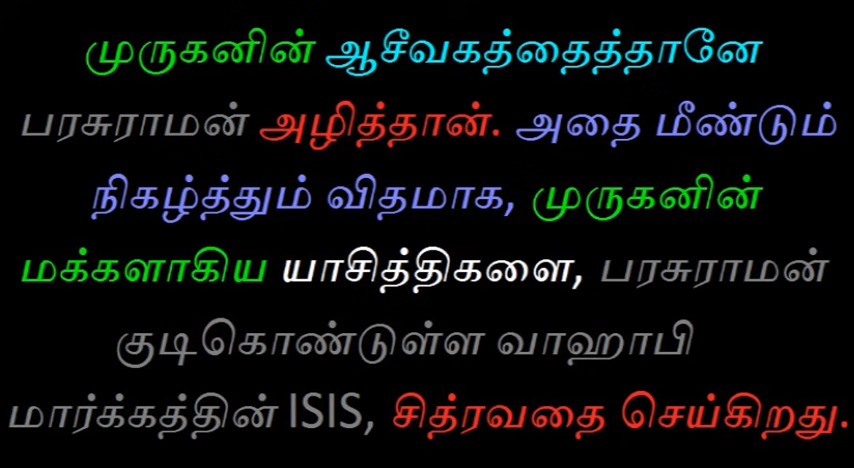 முருகனின் ஆசீவகத்தைத்தானே
பரசுராமன் அழித்தான். அதை மீண்டும்
நிகழ்த்தும் விதமாக, முருகனின்
மக்களாகிய யாசித்திகளை, பரசுராமன்
குடிகொண்டுள்ள வாஹாபி
மார்க்கத்தின் ISIS, சித்ரவதை செய்கிறது.